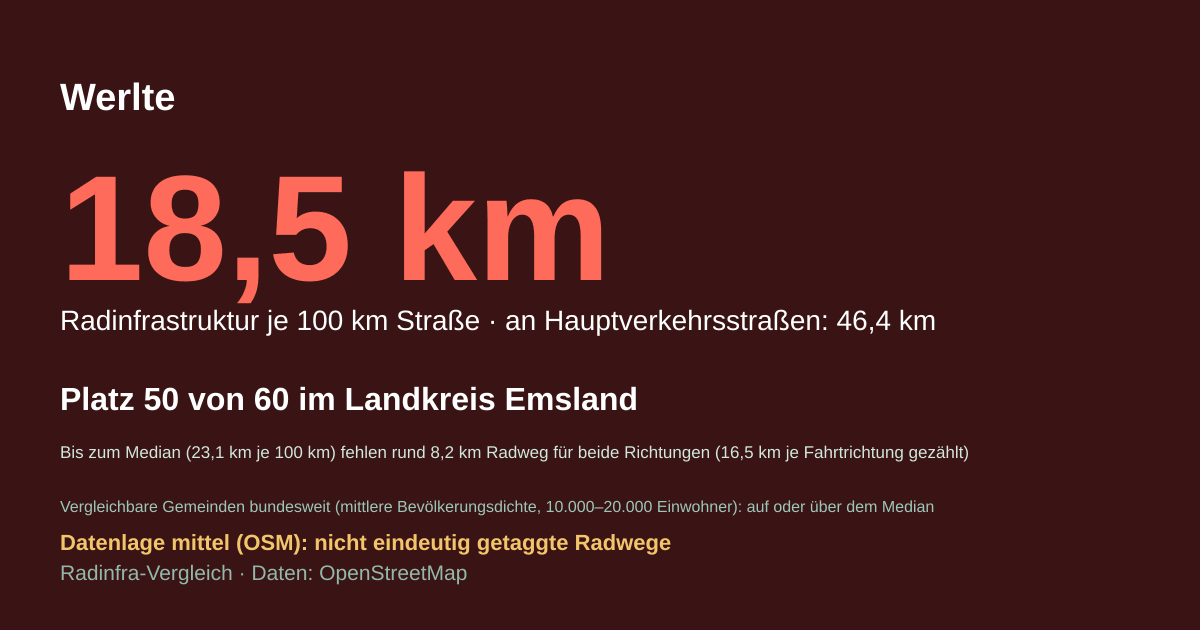 Werlte
18,5 km
Radinfrastruktur je 100 km Straße · an Hauptverkehrsstraßen: 46,4 km
Platz 50 von 60 im Landkreis Emsland
Bis zum Median (23,1 km je 100 km) fehlen rund 8,2 km Radweg für beide Richtungen (16,5 km je Fahrtrichtung gezählt)
Vergleichbare Gemeinden bundesweit (mittlere Bevölkerungsdichte, 10.000–20.000 Einwohner): auf oder über dem Median
Datenlage mittel (OSM): nicht eindeutig getaggte Radwege
Radinfra-Vergleich · Daten: OpenStreetMap